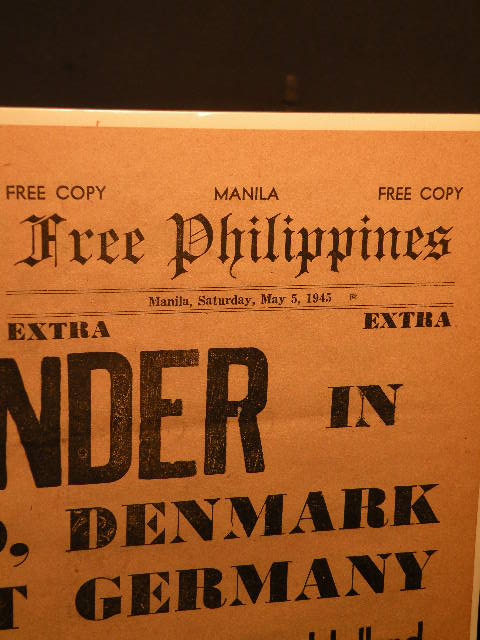 FREE COPY MANILA FREE COPY
Free Philippines
Manila, Saturday, May 5, 1945
EXTRA EXTRA
NDER IN
, DENMARK
T GERMANY